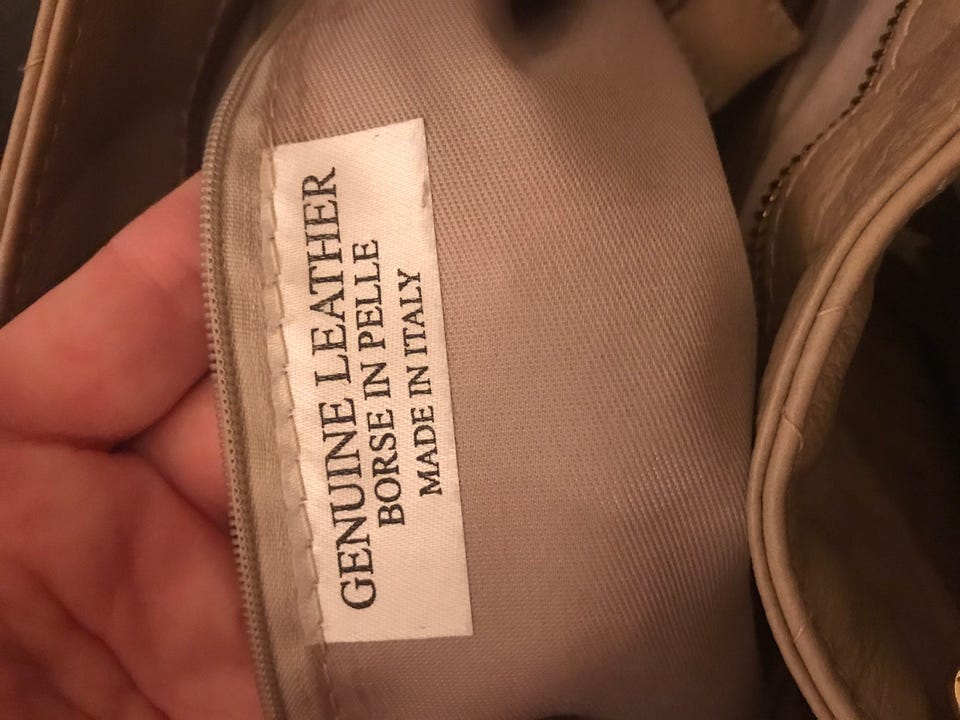 GENUINE LEATHER
BORSE IN PELLE
MADE IN ITALY